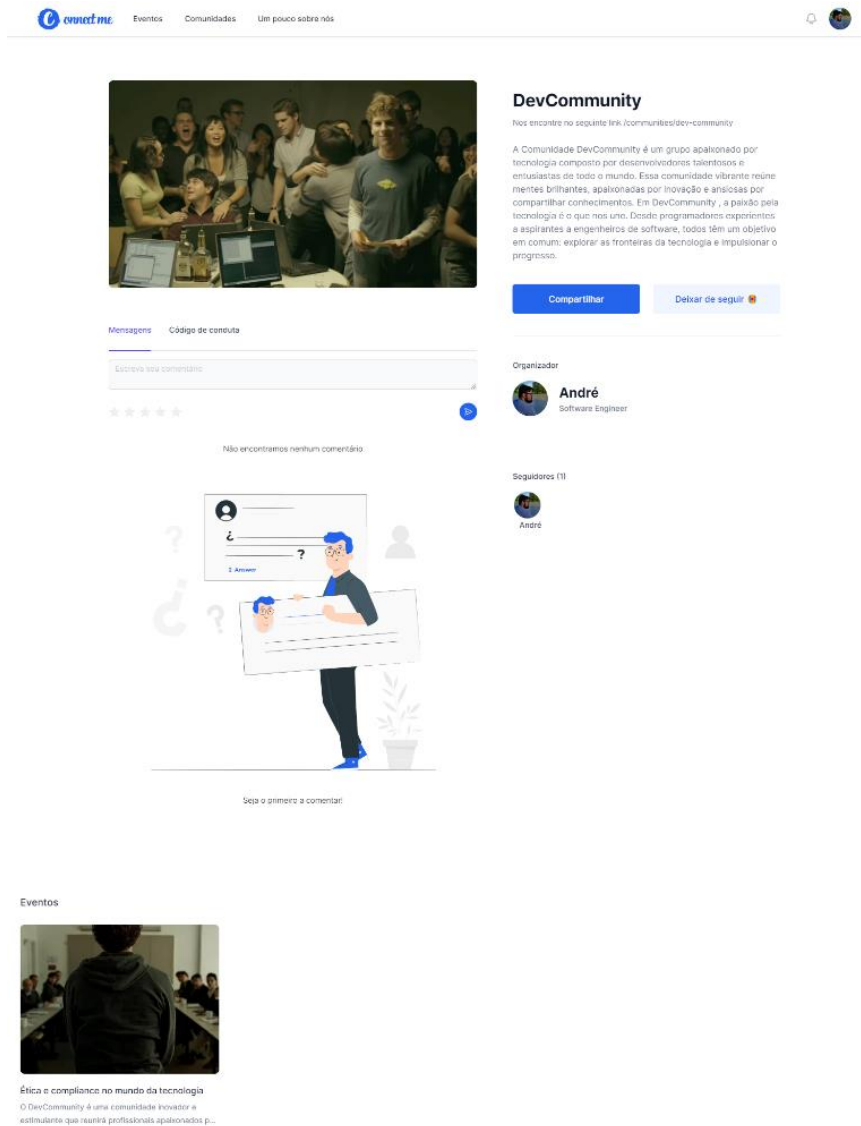 Connect me
Eventos
Comunidades
Um pouco sobre nós
DevCommunity
Nos encontre no seguinte link /communities/dev-community
A Comunidade DevCommunity é um grupo apaixonado por
tecnologia composto por desenvolvedores talentosos e
entusiastas de todo o mundo. Essa comunidade vibrante reúne
mentes brilhantes, apaixonadas por inovação e ansiosas por
compartilhar conhecimentos. Em DevCommunity , a paixão pela
tecnologia é o que nos une. Desde programadores experientes
a aspirantes a engenheiros de software, todos têm um objetivo
em comum: explorar as fronteiras da tecnologia e impulsionar o
progresso.
Compartilhar
Deixar de seguir
Mensagens
Código de conduta
Escreva seu comentário
Organizador
André
Software Engineer
Não encontramos nenhum comentário
Seguidores (1)
André
¿
?
1 Answer
Seja o primeiro a comentar!
Eventos
Ética e compliance no mundo da tecnologia
O DevCommunity é uma comunidade inovador e
estimulante que reunirá profissionais apaixonados p...